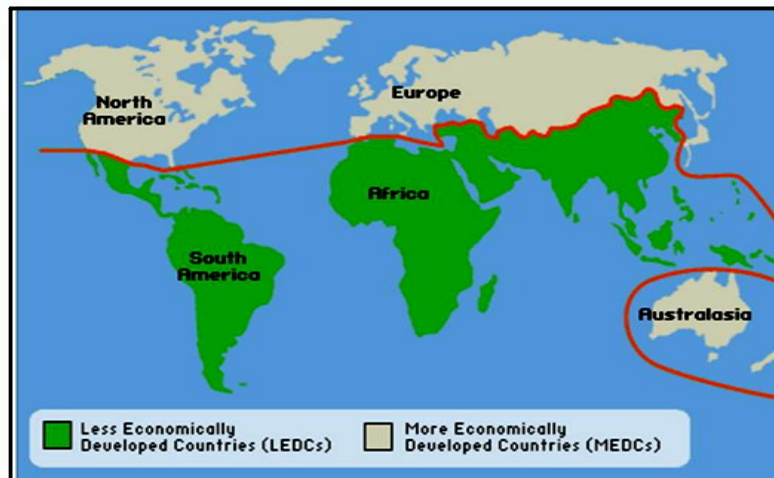 North
America
Europe
Africa
South
America
Australasia
Less Economically
Developed Countries (LEDCs)
More Economically
Developed Countries (MEDCs)